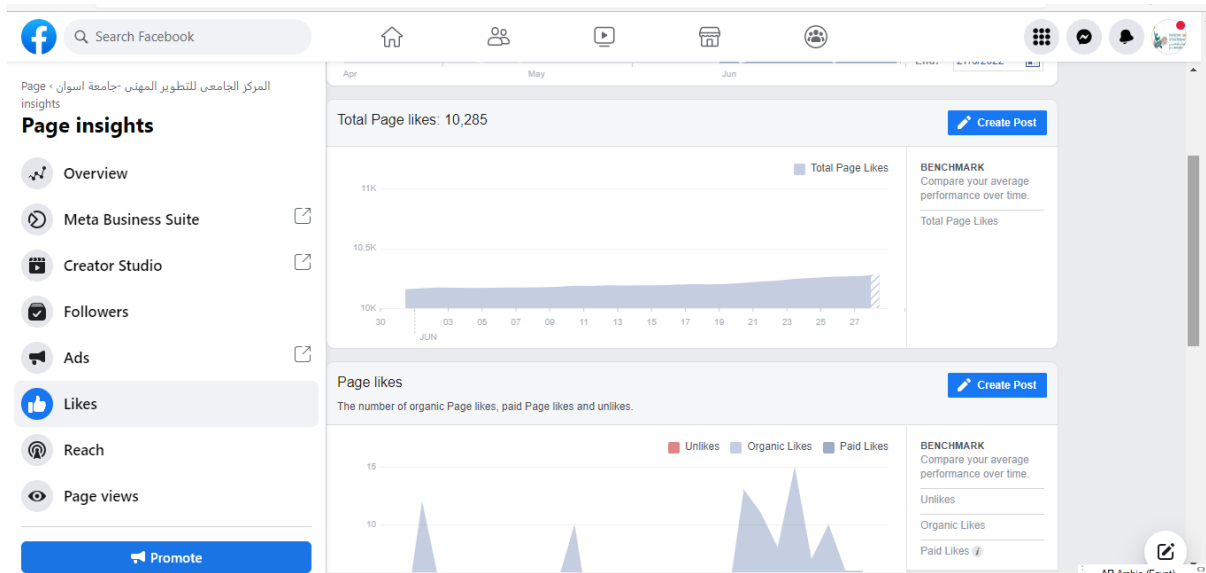 Search Facebook
المركز الجامعى للتطوير المهنى -جامعة اسوان › Page
insights
Page insights
Overview
Meta Business Suite
Creator Studio
Followers
Ads
Likes
Reach
Page views
Promote
Apr May Jun
Total Page likes: 10,285
Create Post
Total Page Likes
11K
10.5K
10K
30 03 05 07 09 11 13 15 17 19 21 23 25 27
JUN
BENCHMARK
Compare your average
performance over time.
Total Page Likes
Page likes
Create Post
The number of organic Page likes, paid Page likes and unlikes.
Unlikes Organic Likes Paid Likes
15
10
BENCHMARK
Compare your average
performance over time.
Unlikes
Organic Likes
Paid Likes